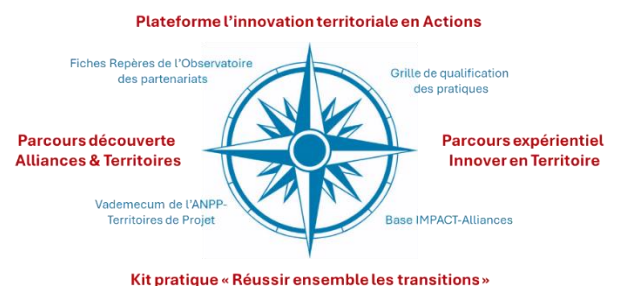 Plateforme l’innovation territoriale en Actions
Fiches Repères de l’Observatoire
des partenariats
Grille de qualification
des pratiques
Parcours découverte
Alliances & Territoires
Parcours expérientiel
Innover en Territoire
Vademecum de l’ANPP-
Territoires de Projet
Base IMPACT-Alliances
Kit pratique « Réussir ensemble les transitions »